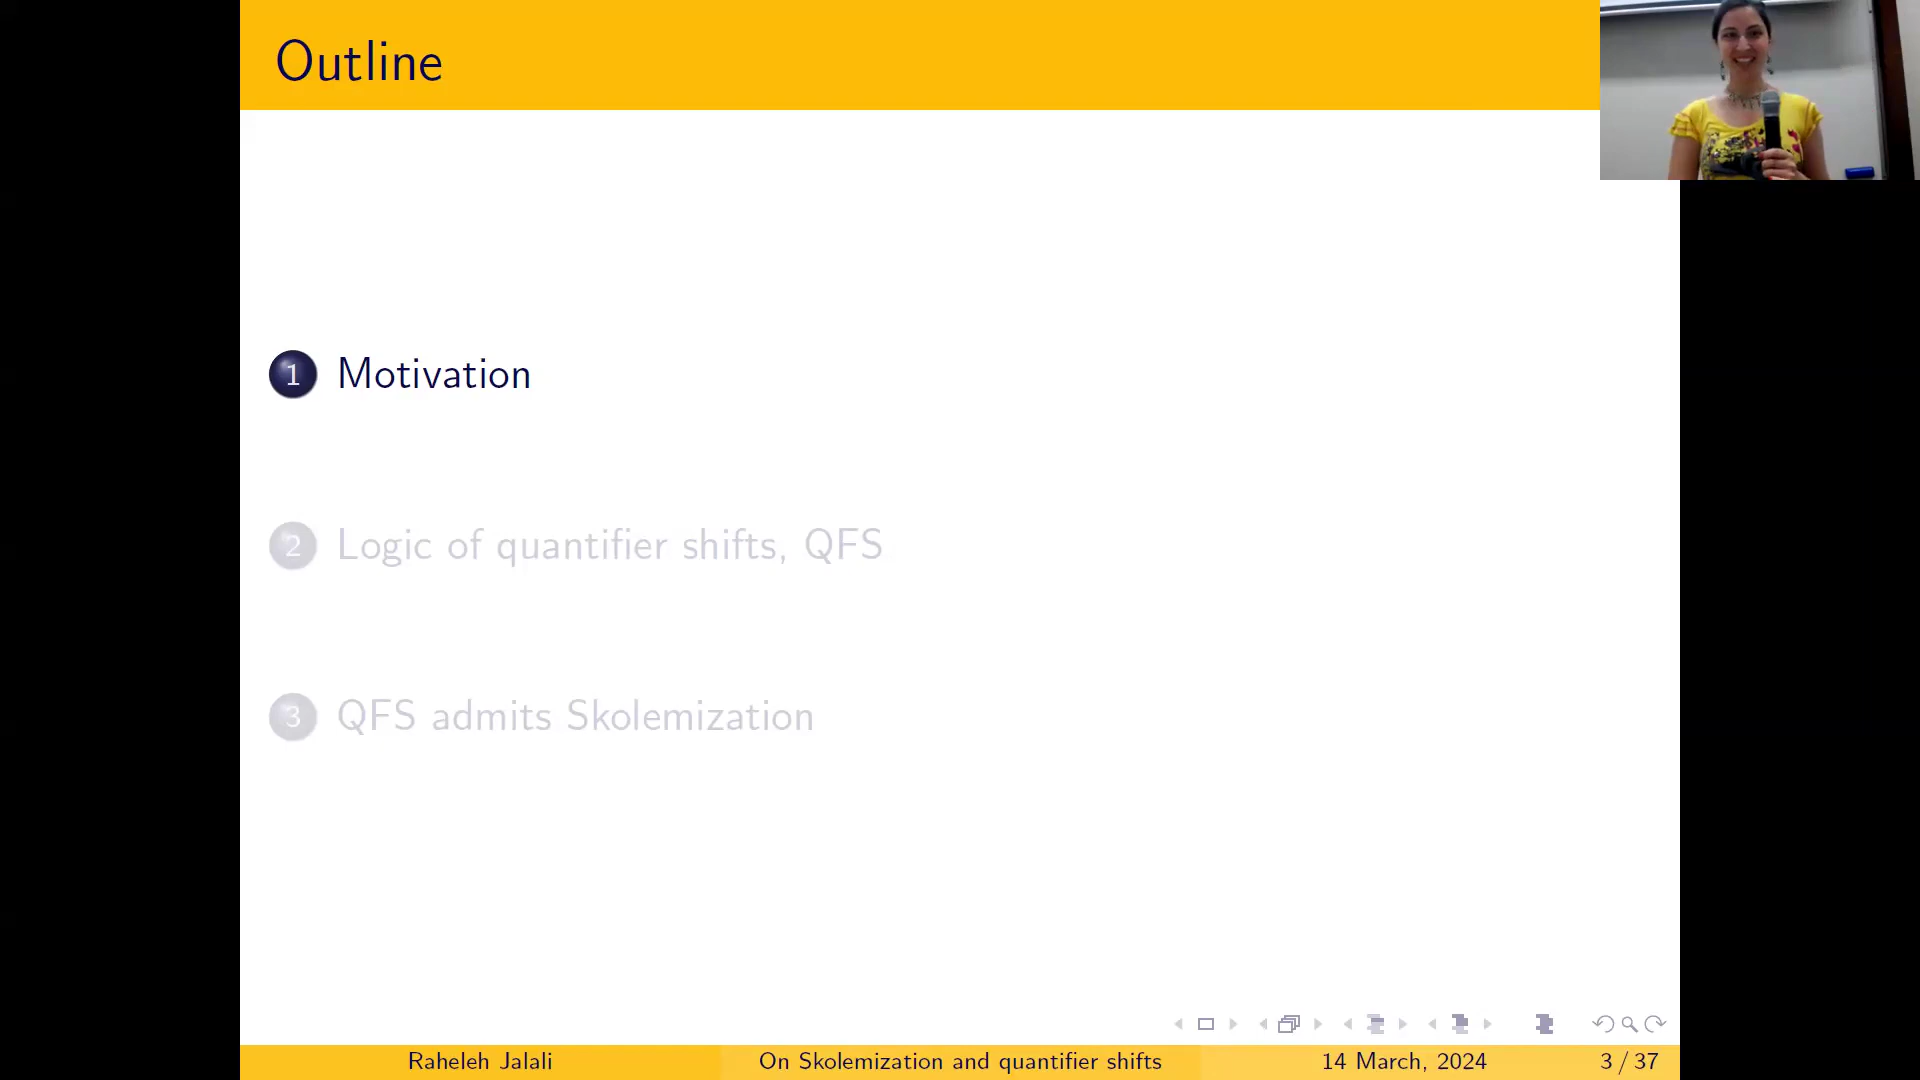 Outline
1 Motivation
2 Logic of quantifier shifts, QFS
3 QFS admits Skolemization
Raheleh Jalali On Skolemization and quantifier shifts 14 March, 2024 3 / 37